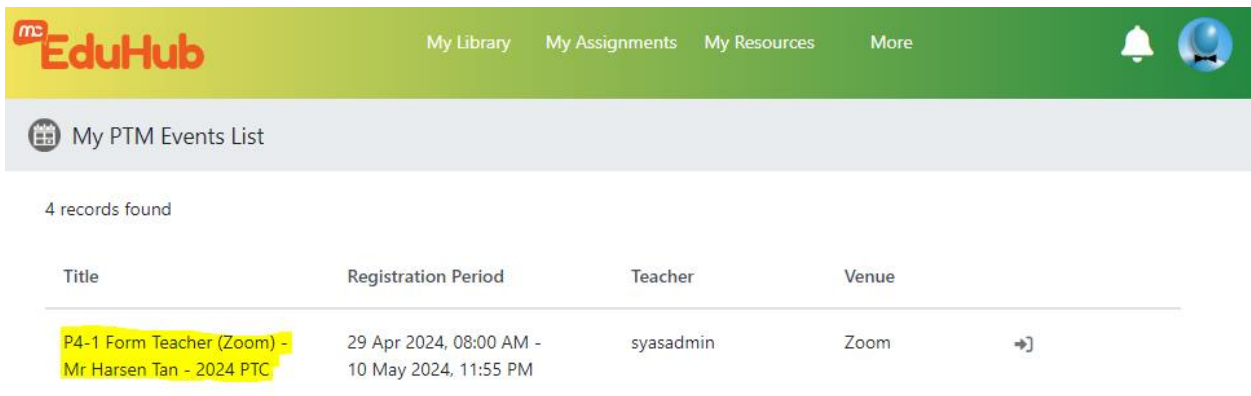 mc EduHub My Library My Assignments My Resources More
My PTM Events List
4 records found
Title Registration Period Teacher Venue
P4-1 Form Teacher (Zoom) - 29 Apr 2024, 08:00 AM - syasadmin Zoom
Mr Harsen Tan - 2024 PTC 10 May 2024, 11:55 PM